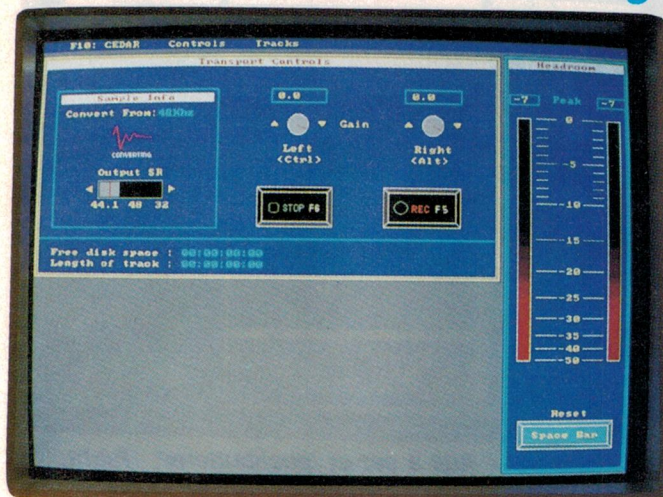 F10: CEDAR Controls Tracks
Transport Controls
Sample Info
Convert From: 48Khz
CONVERTING
Output SR
44.1 48 32
0.0 0.0
Gain
Left Right
<Ctrl> <Alt>
STOP F6 REC F5
Free disk space : 00:00:00:00
Length of track : 00:00:00:00
Headroom
-7 Peak -7
0
-5
-10
-15
-20
-25
-30
-35
-40
-50
Reset
Space Bar